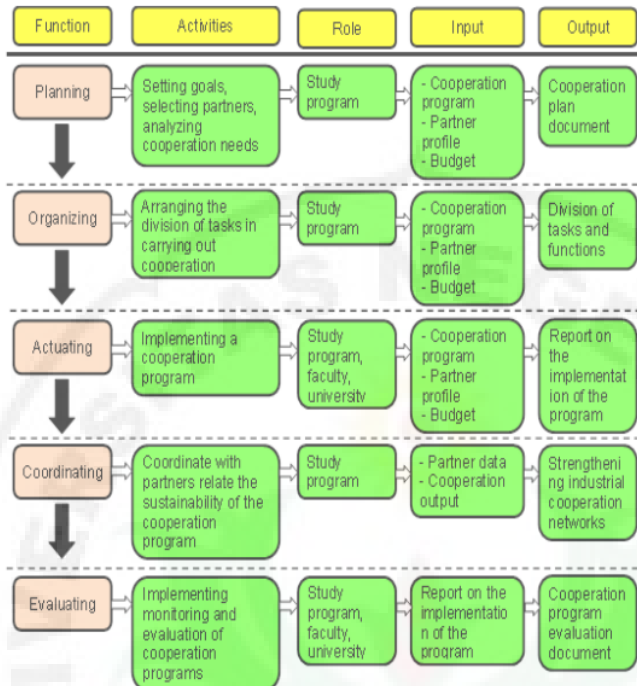 Function
Activities
Role
Input
Output
Planning
Setting goals,
selecting partners,
analyzing
cooperation needs
Study
program
- Cooperation
program
- Partner
profile
- Budget
Cooperation
plan
document
Organizing
Arranging the
division of tasks in
carrying out
cooperation
Study
program
- Cooperation
program
- Partner
profile
- Budget
Division of
tasks and
functions
Actuating
Implementing a
cooperation
program
Study
program,
faculty,
university
- Cooperation
program
- Partner
profile
- Budget
Report on
the
implementat
ion of the
program
Coordinating
Coordinate with
partners relate the
sustainability of the
cooperation
program
Study
program
- Partner data
- Cooperation
output
Strengtheni
ng industrial
cooperation
networks
Evaluating
Implementing
monitoring and
evaluation of
cooperation
programs
Study
program,
faculty,
university
Report on the
implementatio
n of the
program
Cooperation
program
evaluation
document